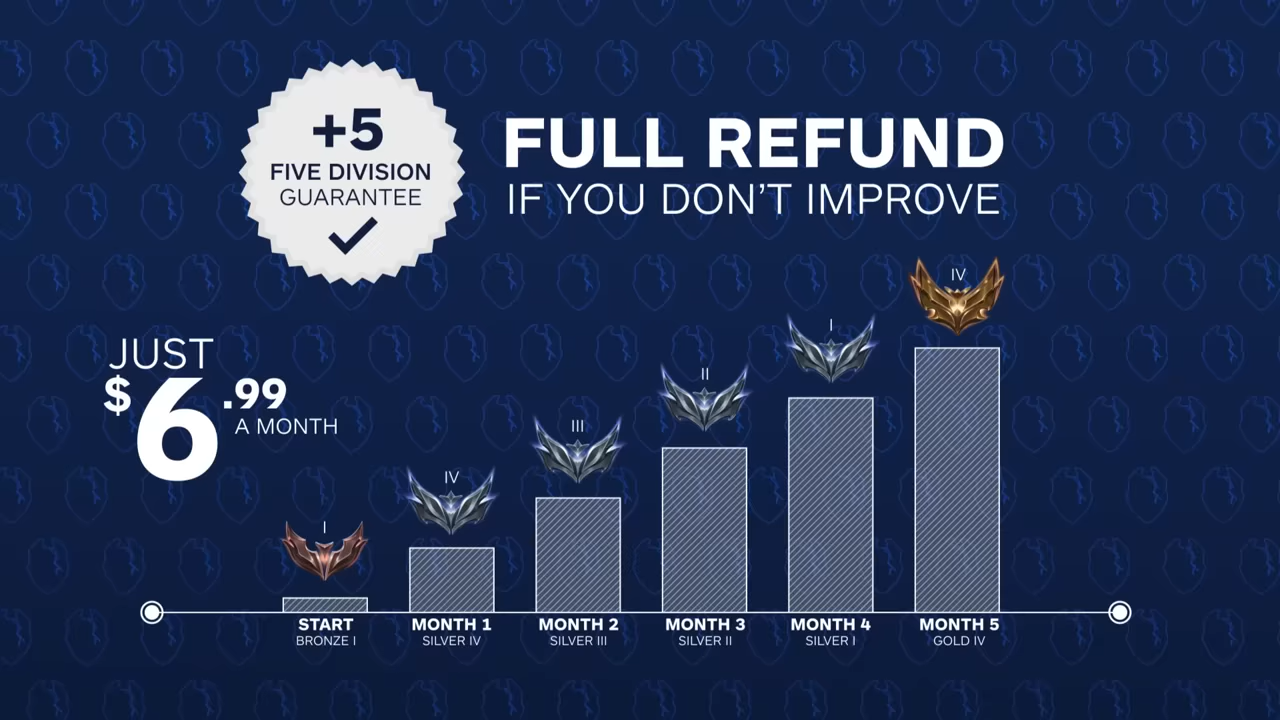 +5
FIVE DIVISION
GUARANTEE
FULL REFUND
IF YOU DON'T IMPROVE
JUST
$6.99
A MONTH
I
IV
III
II
I
IV
START
BRONZE I
MONTH 1
SILVER IV
MONTH 2
SILVER III
MONTH 3
SILVER II
MONTH 4
SILVER I
MONTH 5
GOLD IV